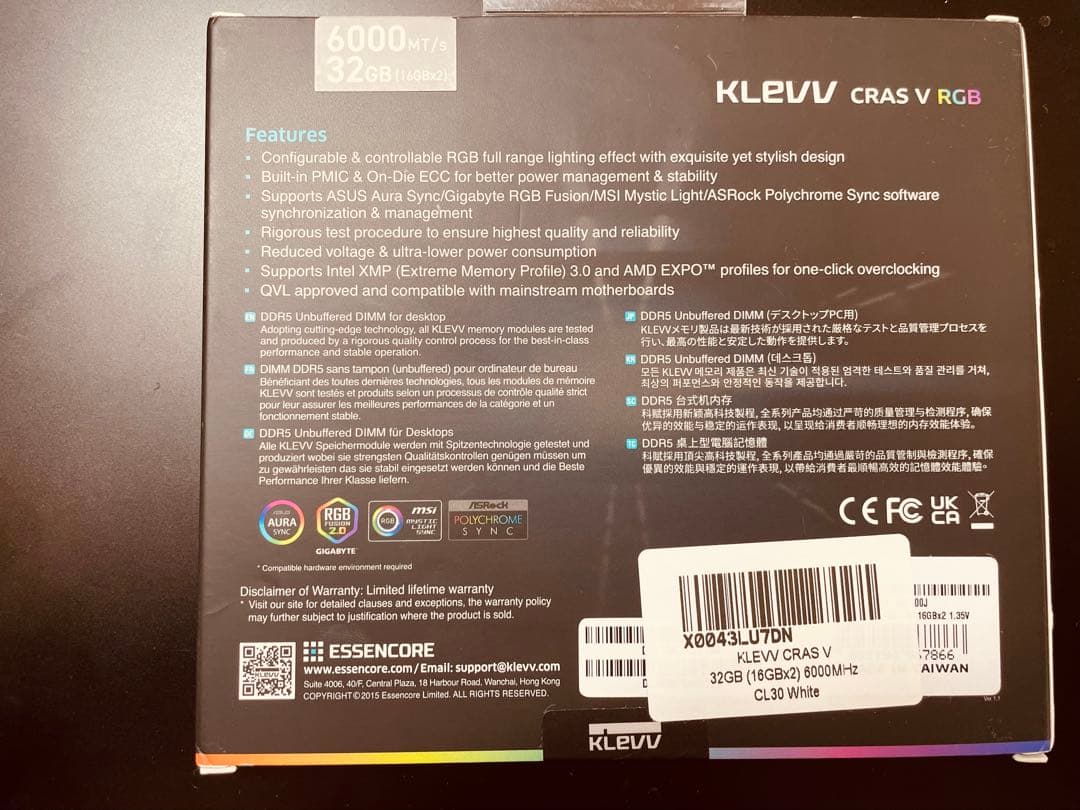 6000MT/s
32GB (16GBx2)
KLEVV CRAS V RGB
Features
Configurable & controllable RGB full range lighting effect with exquisite yet stylish design
Built-in PMIC & On-Die ECC for better power management & stability
Supports ASUS Aura Sync/Gigabyte RGB Fusion/MSI Mystic Light/ASRock Polychrome Sync software
synchronization & management
Rigorous test procedure to ensure highest quality and reliability
Reduced voltage & ultra-lower power consumption
Supports Intel XMP (Extreme Memory Profile) 3.0 and AMD EXPO™ profiles for one-click overclocking
QVL approved and compatible with mainstream motherboards
EN DDR5 Unbuffered DIMM for desktop
Adopting cutting-edge technology, all KLEVV memory modules are tested
and produced by a rigorous quality control process for the best-in-class
performance and stable operation.
FR DIMM DDR5 sans tampon (unbuffered) pour ordinateur de bureau
Bénéficiant des toutes dernières technologies, tous les modules de mémoire
KLEVV sont testés et produits selon un processus de contrôle qualité strict
pour leur assurer les meilleures performances de la catégorie et un
fonctionnement stable.
DE DDR5 Unbuffered DIMM für Desktops
Alle KLEVV Speichermodule werden mit Spitzentechnologie getestet und
produziert wobei sie strengsten Qualitätskontrollen genügen müssen um
zu gewährleisten das sie stabil eingesetzt werden können und die Beste
Performance Ihrer Klasse liefern.
JP DDR5 Unbuffered DIMM (デスクトップPC用)
KLEVVメモリ製品は最新技術が採用された厳格なテストと品質管理プロセスを
行い、最高の性能と安定した動作を提供します。
KR DDR5 Unbuffered DIMM (데스크톱)
모든 KLEVV 메모리 제품은 최신 기술이 적용된 엄격한 테스트와 품질 관리를 거쳐,
최상의 퍼포먼스와 안정적인 동작을 제공합니다.
SC DDR5 台式机内存
科赋採用新颖高科技製程, 全系列产品均通过严苛的质量管理与检测程序, 确保
优异的效能与稳定的运作表现, 以呈现给消费者顺畅理想的内存效能体验。
TC DDR5 桌上型電腦記憶體
科賦採用頂尖高科技製程, 全系列產品均通過嚴苛的品質管制與檢測程序, 確保
優異的效能與穩定的運作表現, 以帶給消費者最順暢高效的記憶體效能體驗。
ASUS AURA SYNC
RGB FUSION 2.0
GIGABYTE™
RGB msi MYSTIC LIGHT SYNC
ASRock POLYCHROME SYNC
CE FC UK CA
* Compatible hardware environment required
Disclaimer of Warranty: Limited lifetime warranty
* Visit our site for detailed clauses and exceptions, the warranty policy
may further subject to justification where the product is sold.
KLEVV
ESSENCORE
www.essencore.com / Email: support@klevv.com
Suite 4006, 40/F, Central Plaza, 18 Harbour Road, Wanchai, Hong Kong
COPYRIGHT©2015 Essencore Limited. ALL RIGHTS RESERVED.
X0043LU7DN
KLEVV CRAS V
32GB (16GBx2) 6000MHz
CL30 White
00J
16GBx2 1.35V
57866
TAIWAN
Ver 1.1
KLEVV